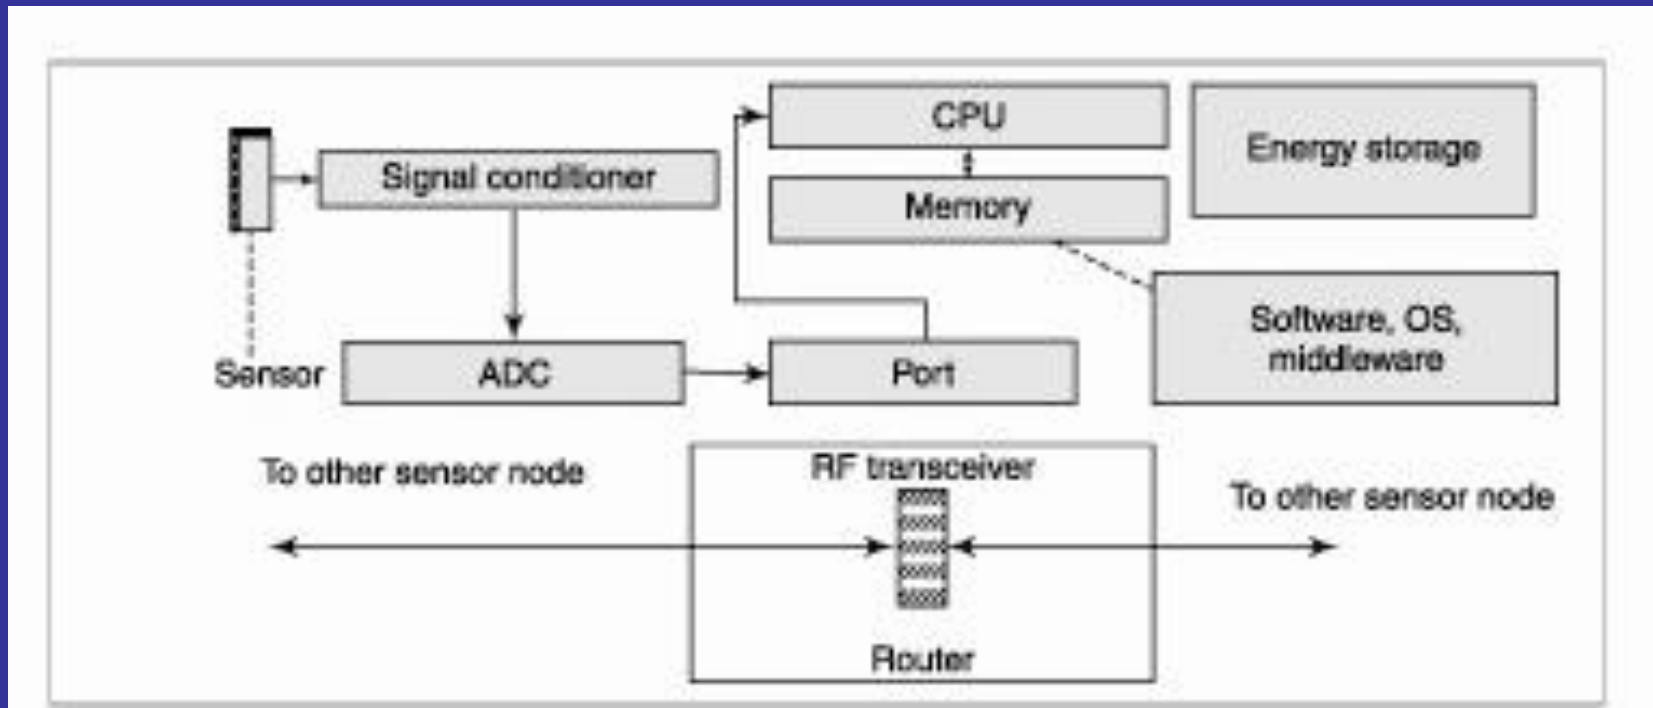 CPU
Energy storage
Signal conditioner
Memory
Software, OS,
middleware
Sensor
ADC
Port
To other sensor node
RF transceiver
To other sensor node
Router